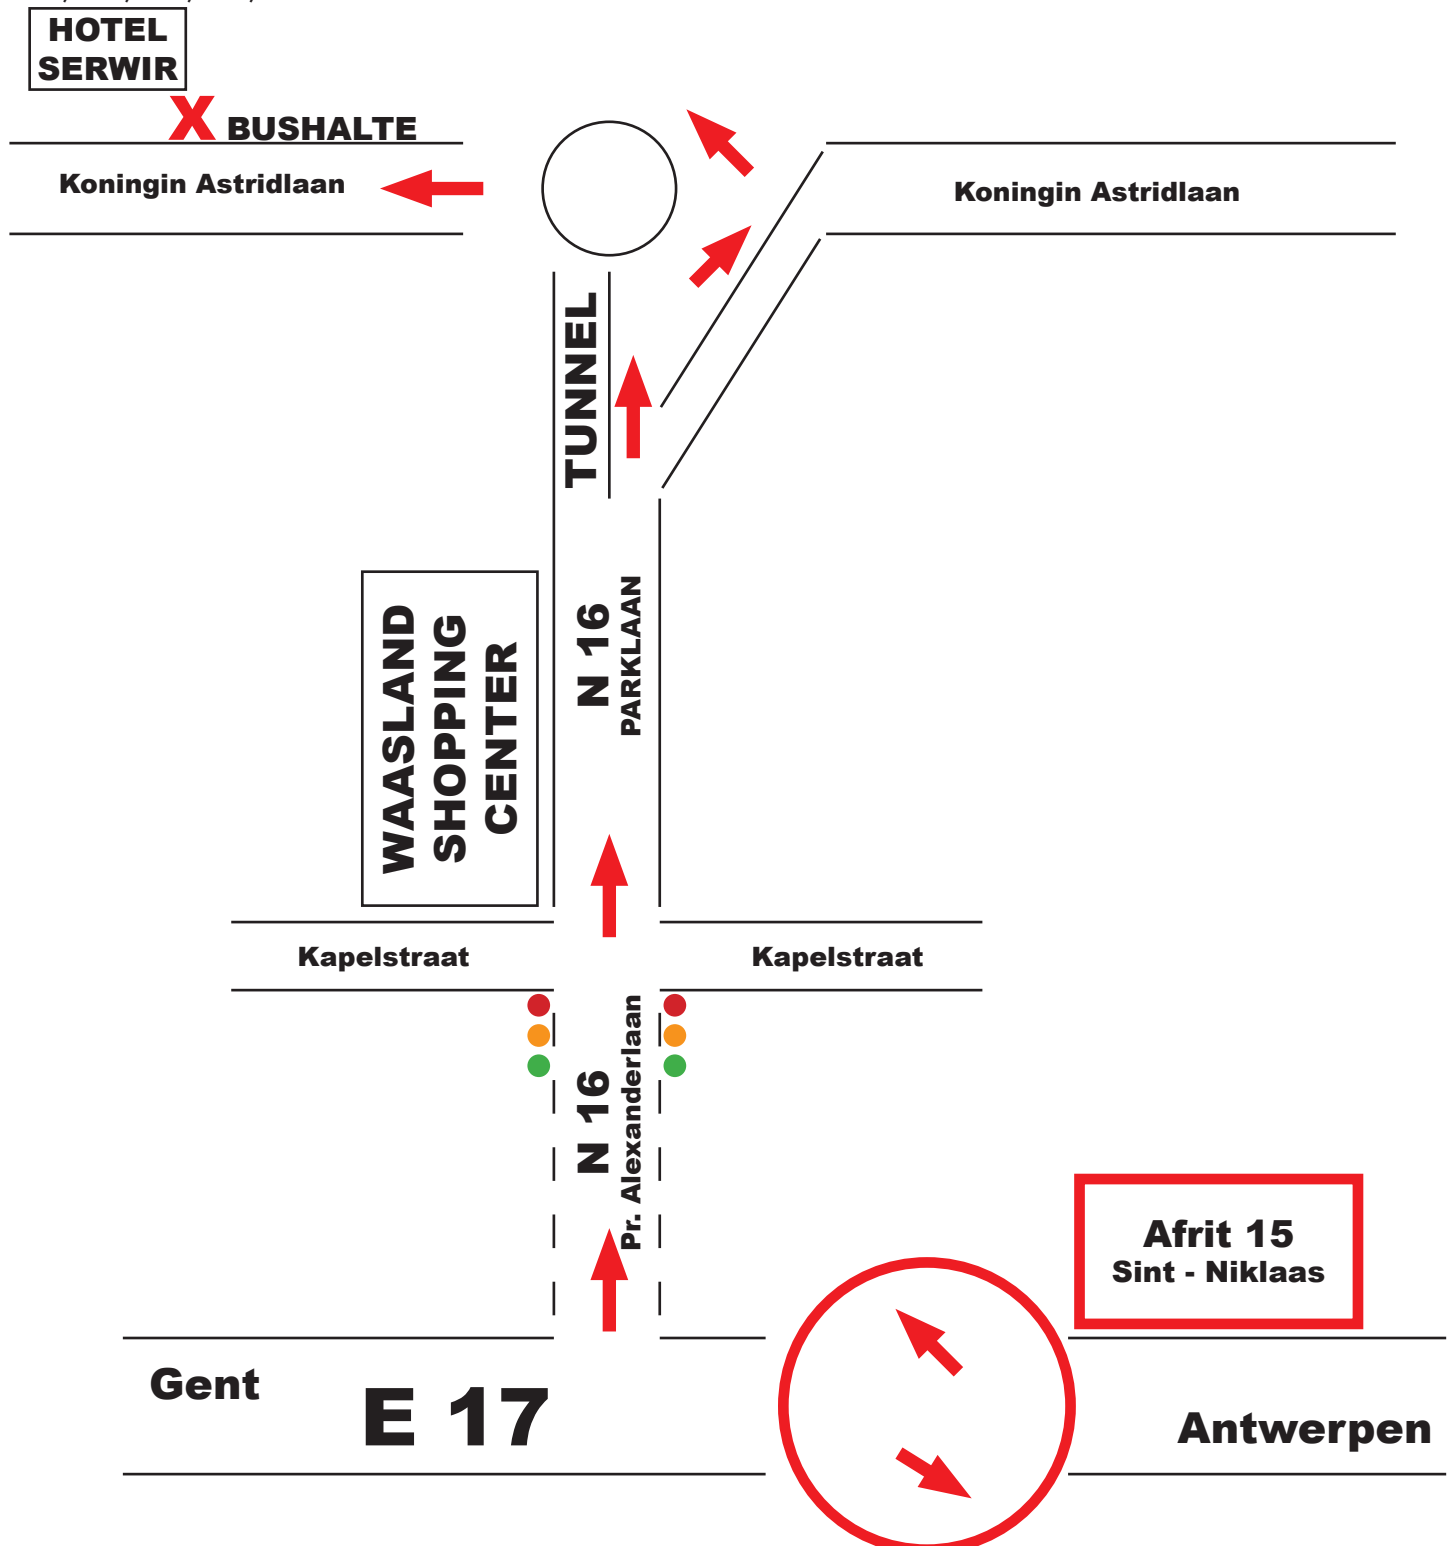 HOTEL
SERWIR
X BUSHALTE
Koningin Astridlaan
Koningin Astridlaan
TUNNEL
N 16
PARKLAAN
WAASLAND
SHOPPING
CENTER
Kapelstraat
Kapelstraat
N 16
Pr. Alexanderlaan
Afrit 15
Sint - Niklaas
Gent
E 17
Antwerpen